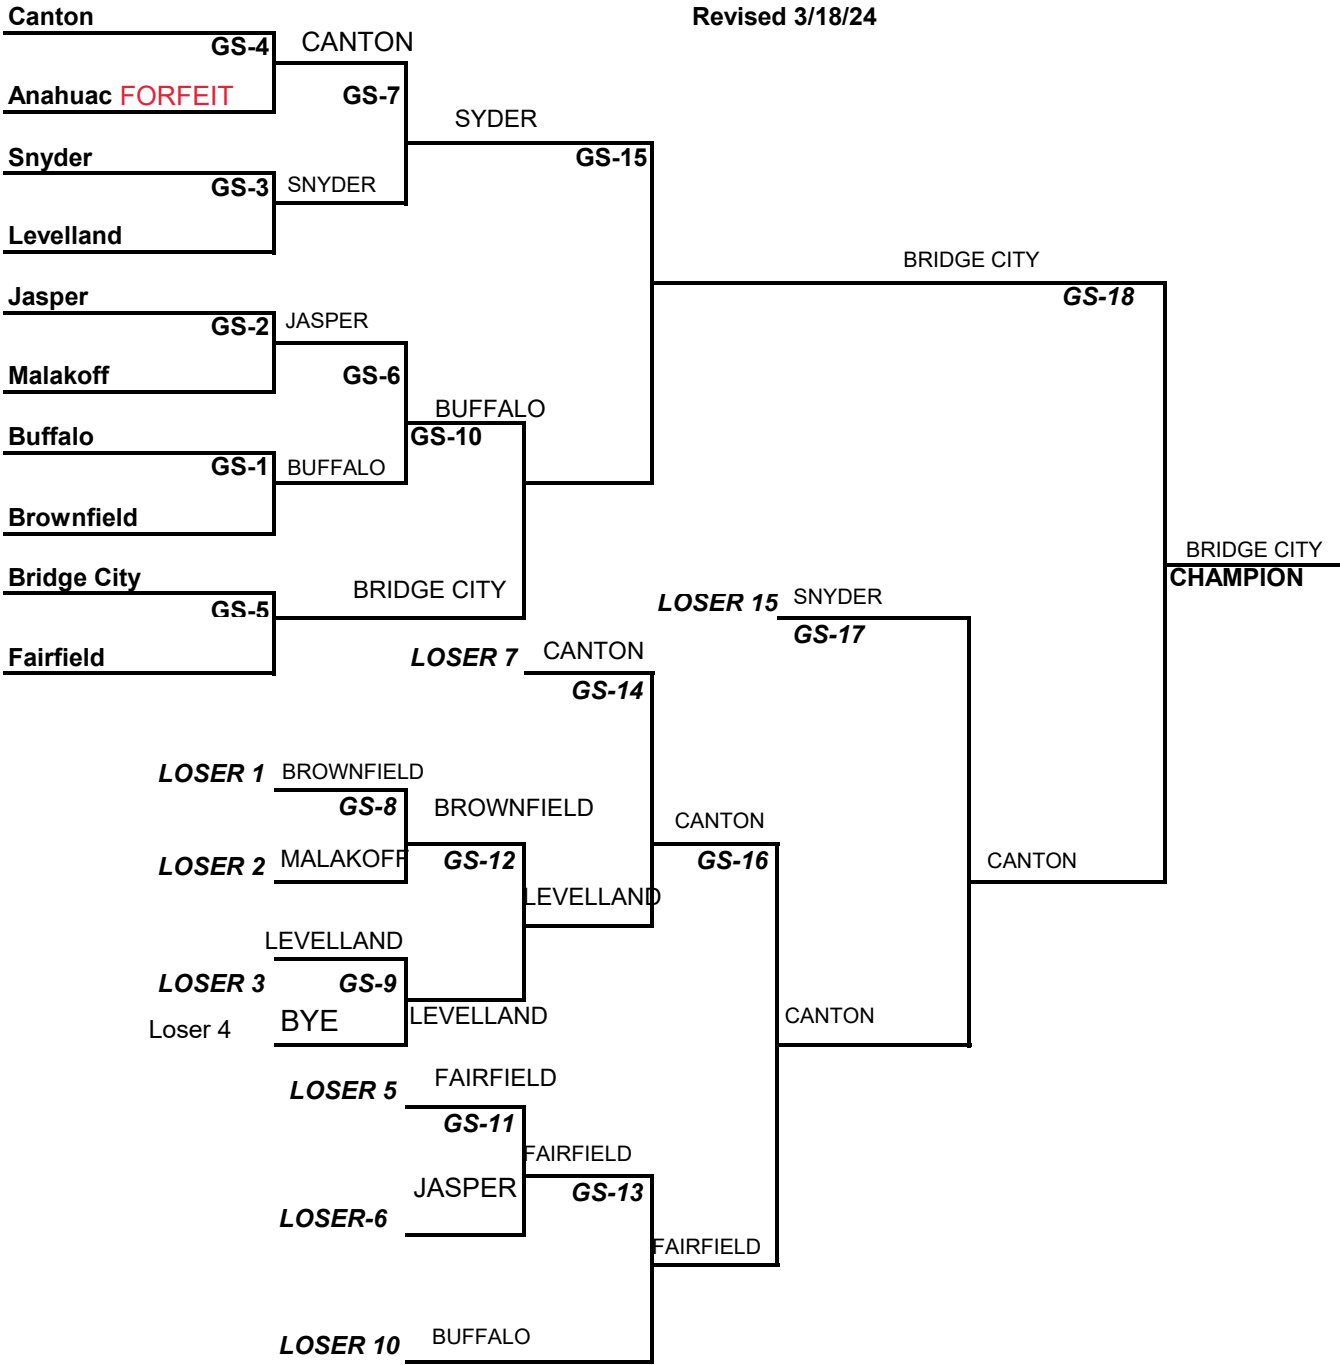 Canton
Revised 3/18/24
GS-4
CANTON
Anahuac FORFEIT
GS-7
SYDER
Snyder
GS-15
GS-3
SNYDER
Levelland
BRIDGE CITY
Jasper
GS-18
GS-2
JASPER
Malakoff
GS-6
BUFFALO
Buffalo
GS-10
GS-1
BUFFALO
Brownfield
BRIDGE CITY
Bridge City
CHAMPION
BRIDGE CITY
GS-5
LOSER 15
SNYDER
GS-17
Fairfield
LOSER 7
CANTON
GS-14
LOSER 1
BROWNFIELD
GS-8
BROWNFIELD
CANTON
LOSER 2
MALAKOFF
GS-12
GS-16
CANTON
LEVELLAND
LEVELLAND
LOSER 3
GS-9
Loser 4
BYE
LEVELLAND
CANTON
LOSER 5
FAIRFIELD
GS-11
FAIRFIELD
JASPER
GS-13
LOSER-6
FAIRFIELD
LOSER 10
BUFFALO